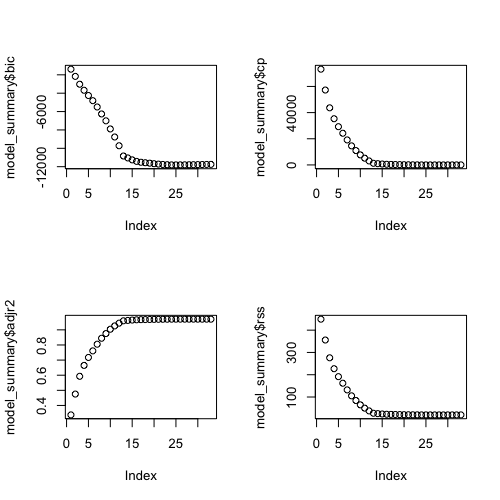 model_summary$bic
-6000
-12000
0 5 15 25
Index
model_summary$cp
40000
0
0 5 15 25
Index
model_summary$adjr2
0.8
0.6
0.4
0 5 15 25
Index
model_summary$rss
300
100
0 5 15 25
Index